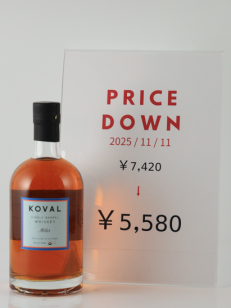 PRICE
DOWN
2025 / 11 / 11
¥ 7,420
↓
¥ 5,580
KOVAL
SINGLE BARREL
WHISKEY